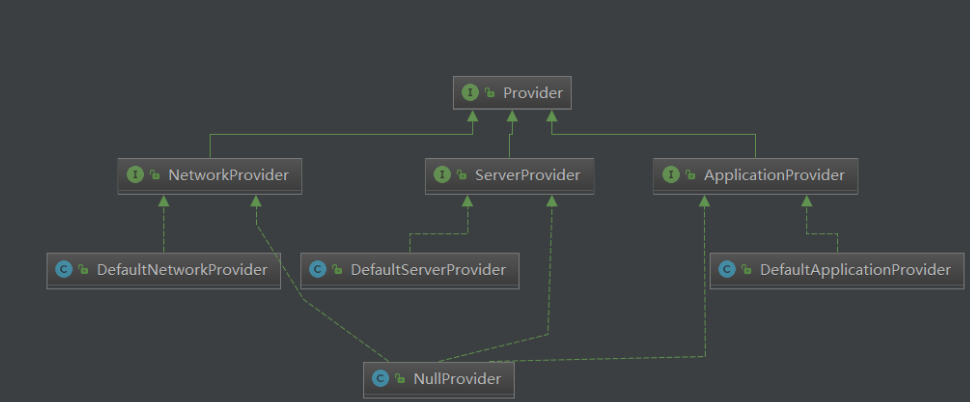 I Provider
I NetworkProvider
I ServerProvider
I ApplicationProvider
C DefaultNetworkProvider
C DefaultServerProvider
C DefaultApplicationProvider
C NullProvider